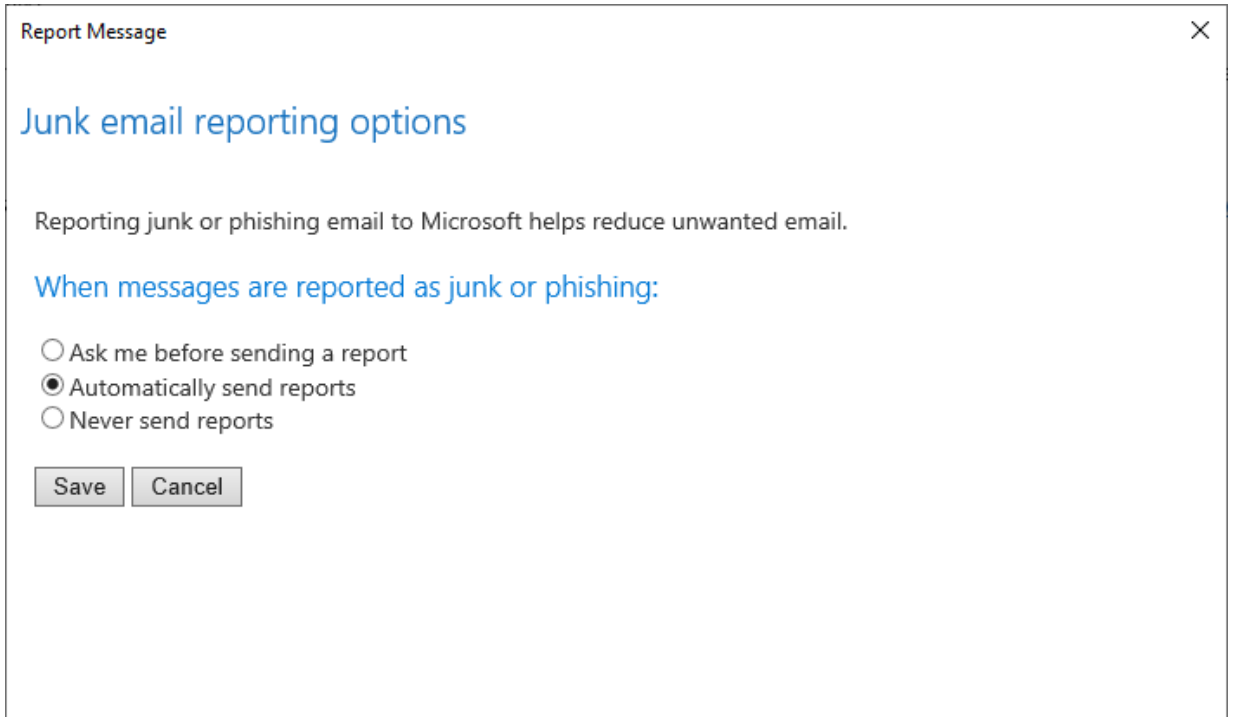 Report Message
Junk email reporting options
Reporting junk or phishing email to Microsoft helps reduce unwanted email.
When messages are reported as junk or phishing:
Ask me before sending a report
Automatically send reports
Never send reports
Save Cancel